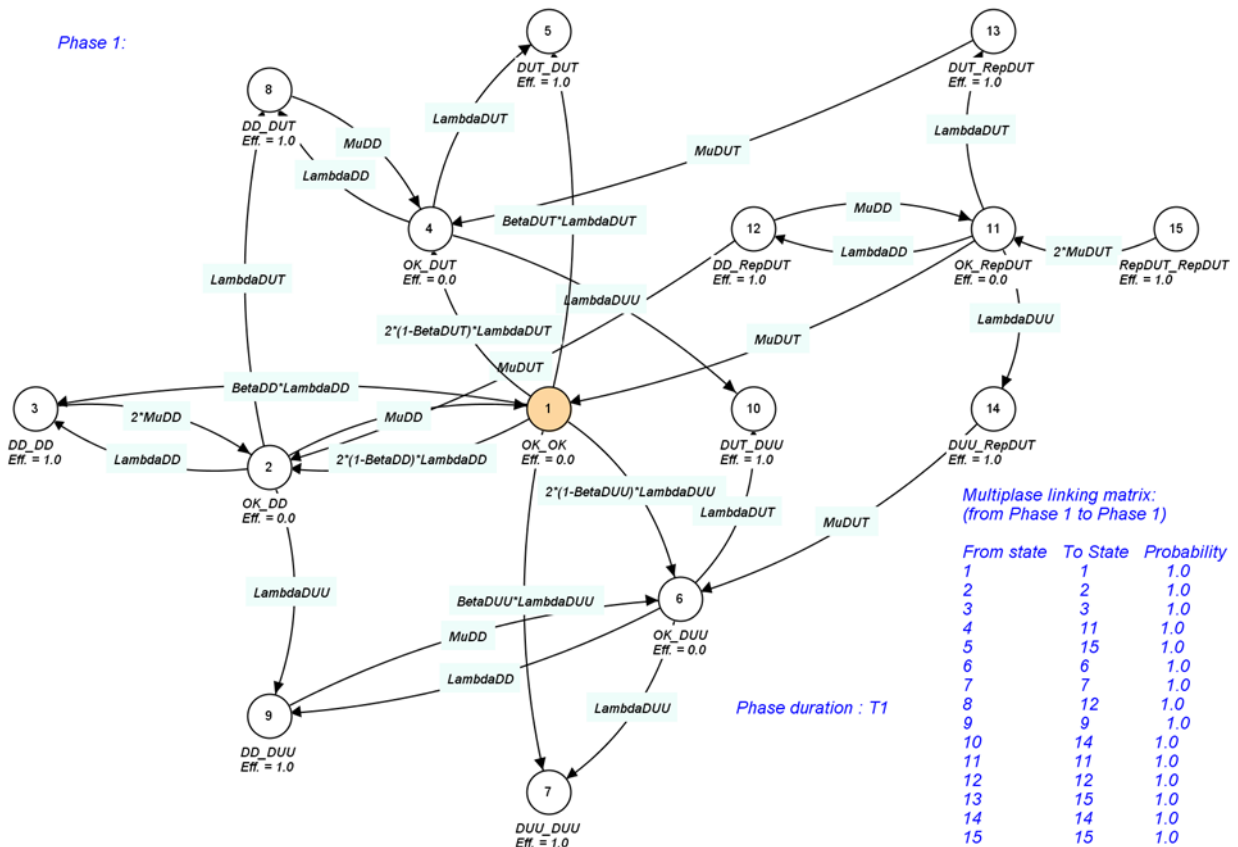 Phase 1:
5
DUT_DUT
Eff. = 1.0
13
DUT_RepDUT
Eff. = 1.0
8
DD_DUT
Eff. = 1.0
LambdaDUT
LambdaDUT
MuDD
MuDUT
LambdaDD
MuDD
BetaDUT*LambdaDUT
4
OK_DUT
Eff. = 0.0
12
DD_RepDUT
Eff. = 1.0
LambdaDD
11
OK_RepDUT
Eff. = 0.0
2*MuDUT
15
RepDUT_RepDUT
Eff. = 1.0
LambdaDUT
LambdaDUU
LambdaDUU
2*(1-BetaDUT)*LambdaDUT
MuDUT
MuDUT
BetaDD*LambdaDD
3
DD_DD
Eff. = 1.0
2*MuDD
MuDD
1
OK_OK
Eff. = 0.0
10
DUT_DUU
Eff. = 1.0
14
DUU_RepDUT
Eff. = 1.0
LambdaDD
2
OK_DD
Eff. = 0.0
2*(1-BetaDD)*LambdaDD
2*(1-BetaDUU)*LambdaDUU
LambdaDUT
MuDUT
LambdaDUU
BetaDUU*LambdaDUU
6
OK_DUU
Eff. = 0.0
MuDD
LambdaDD
LambdaDUU
9
DD_DUU
Eff. = 1.0
7
DUU_DUU
Eff. = 1.0
Phase duration : T1
Multiplase linking matrix:
(from Phase 1 to Phase 1)
From state To State Probability
1 1 1.0
2 2 1.0
3 3 1.0
4 11 1.0
5 15 1.0
6 6 1.0
7 7 1.0
8 12 1.0
9 9 1.0
10 14 1.0
11 11 1.0
12 12 1.0
13 15 1.0
14 14 1.0
15 15 1.0